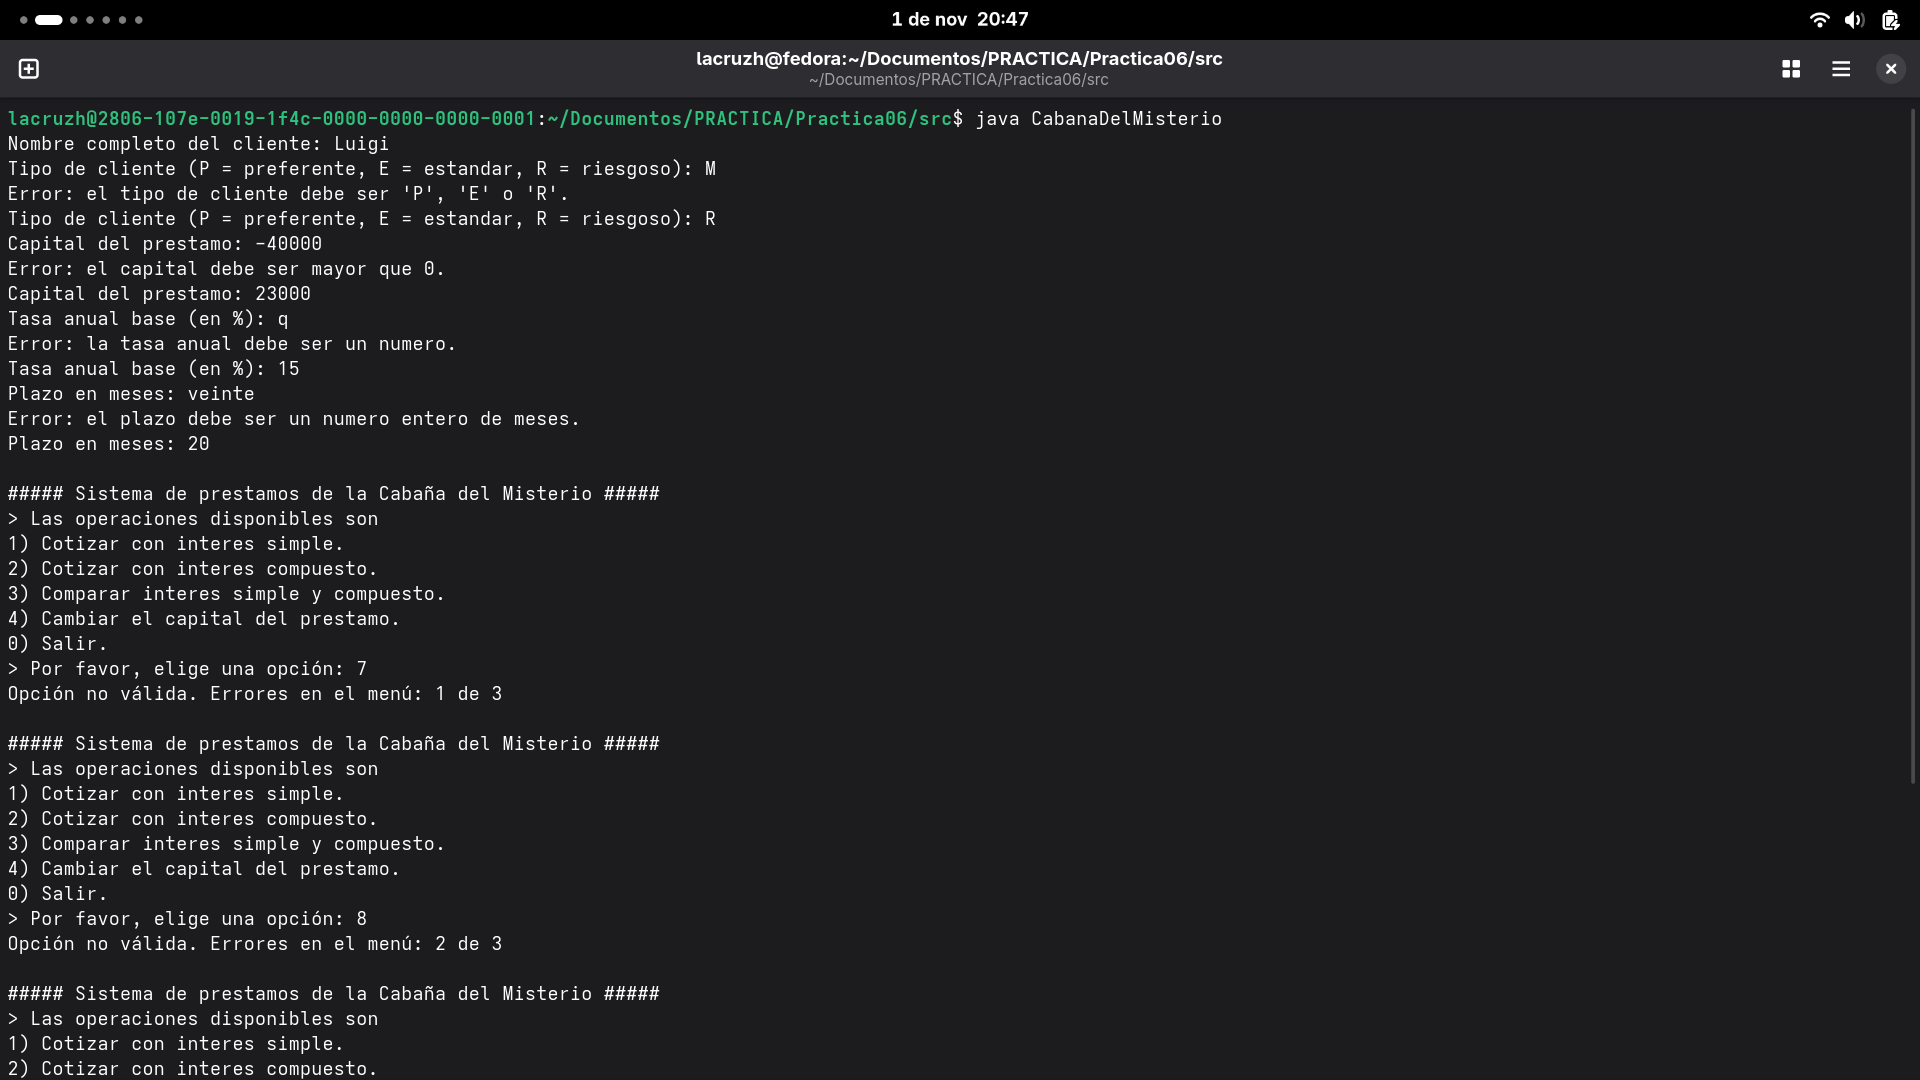 1 de nov 20:47
lacruzh@fedora:~/Documentos/PRACTICA/Practica06/src
~/Documentos/PRACTICA/Practica06/src
lacruzh@2806-107e-0019-1f4c-0000-0000-0000-0001:~/Documentos/PRACTICA/Practica06/src$ java CabanaDelMisterio
Nombre completo del cliente: Luigi
Tipo de cliente (P = preferente, E = estandar, R = riesgoso): M
Error: el tipo de cliente debe ser 'P', 'E' o 'R'.
Tipo de cliente (P = preferente, E = estandar, R = riesgoso): R
Capital del prestamo: -40000
Error: el capital debe ser mayor que 0.
Capital del prestamo: 23000
Tasa anual base (en %): q
Error: la tasa anual debe ser un numero.
Tasa anual base (en %): 15
Plazo en meses: veinte
Error: el plazo debe ser un numero entero de meses.
Plazo en meses: 20
##### Sistema de prestamos de la Cabaña del Misterio #####
> Las operaciones disponibles son
1) Cotizar con interes simple.
2) Cotizar con interes compuesto.
3) Comparar interes simple y compuesto.
4) Cambiar el capital del prestamo.
0) Salir.
> Por favor, elige una opción: 7
Opción no válida. Errores en el menú: 1 de 3
##### Sistema de prestamos de la Cabaña del Misterio #####
> Las operaciones disponibles son
1) Cotizar con interes simple.
2) Cotizar con interes compuesto.
3) Comparar interes simple y compuesto.
4) Cambiar el capital del prestamo.
0) Salir.
> Por favor, elige una opción: 8
Opción no válida. Errores en el menú: 2 de 3
##### Sistema de prestamos de la Cabaña del Misterio #####
> Las operaciones disponibles son
1) Cotizar con interes simple.
2) Cotizar con interes compuesto.